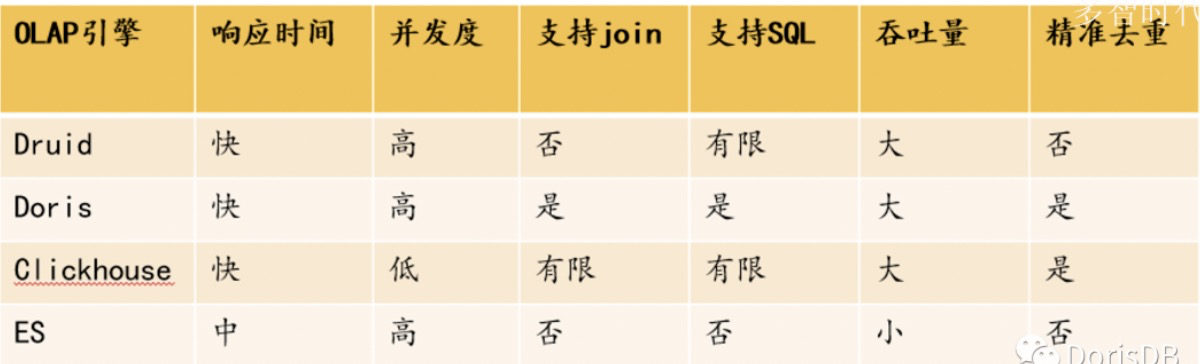 多智时代
OLAP引擎 响应时间 并发度 支持join 支持SQL 吞吐量 精准去重
Druid 快 高 否 有限 大 否
Doris 快 高 是 是 大 是
Clickhouse 快 低 有限 有限 大 是
ES 中 高 否 否 小 否
DorisDB